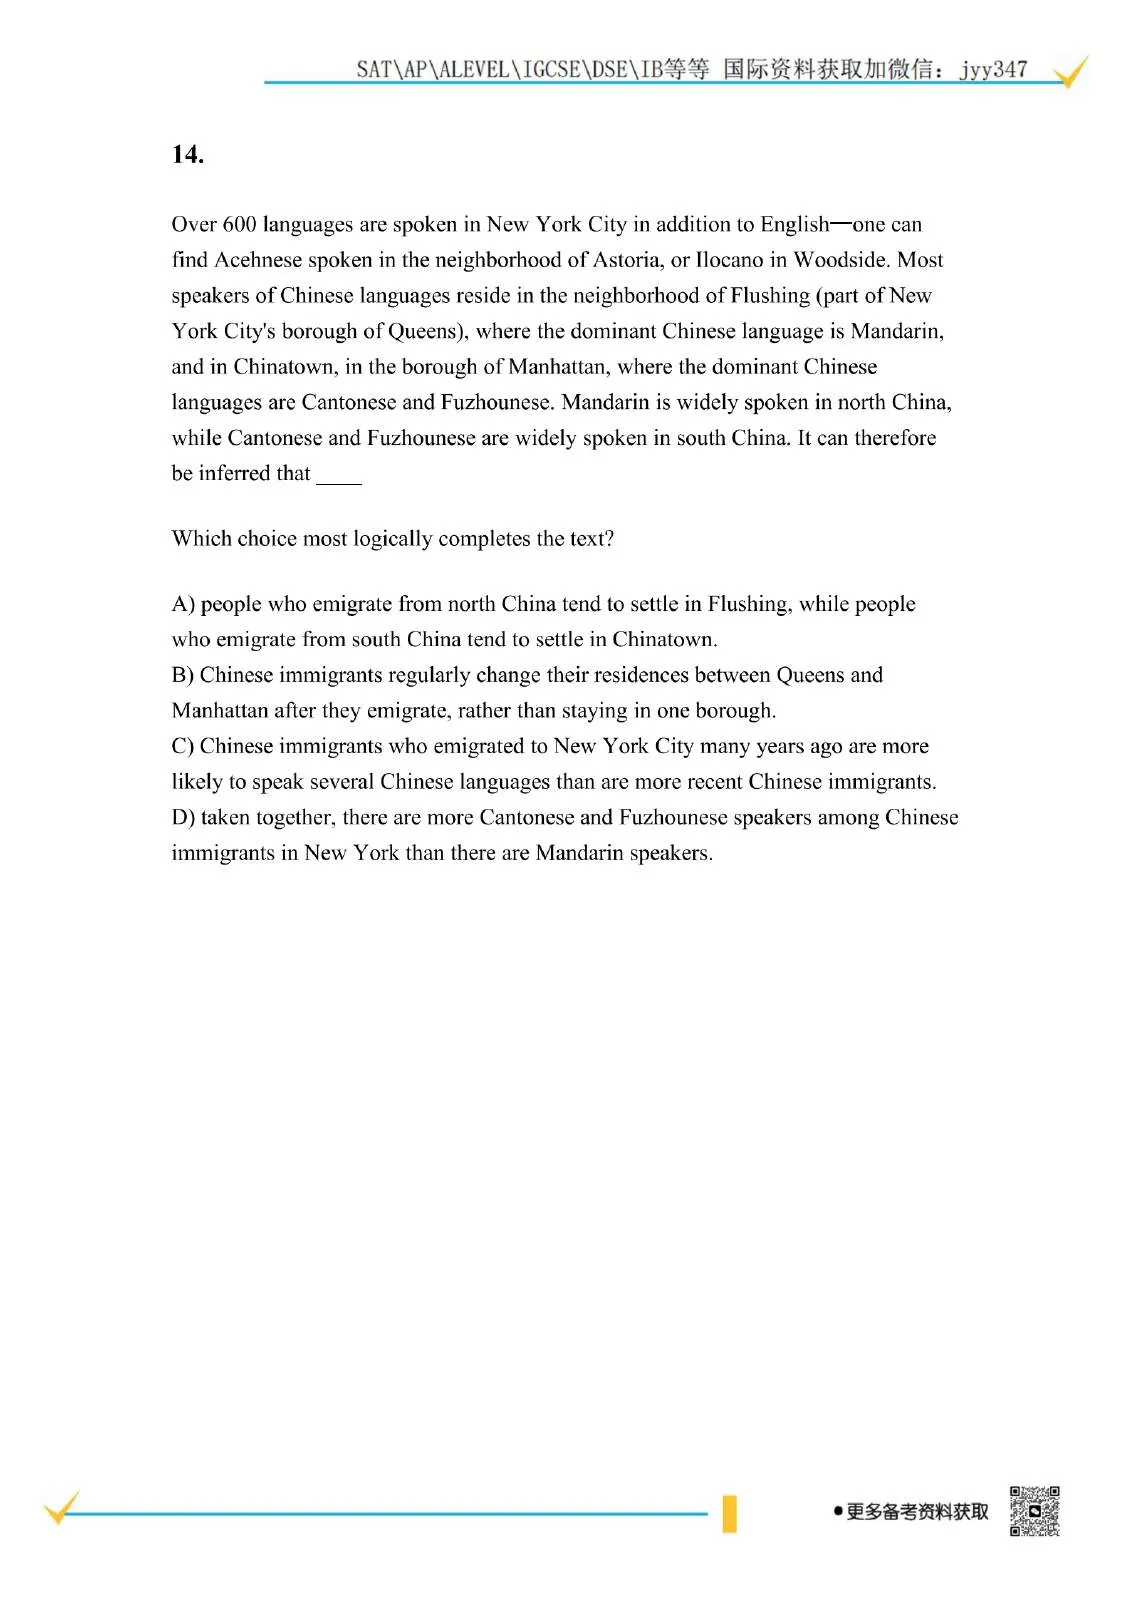 SAT\AP\ALEVEL\IGCSE\DSE\IB等等 国际资料获取加微信：jyy347
14.
Over 600 languages are spoken in New York City in addition to English—one can
find Acehnese spoken in the neighborhood of Astoria, or Ilocano in Woodside. Most
speakers of Chinese languages reside in the neighborhood of Flushing (part of New
York City's borough of Queens), where the dominant Chinese language is Mandarin,
and in Chinatown, in the borough of Manhattan, where the dominant Chinese
languages are Cantonese and Fuzhounese. Mandarin is widely spoken in north China,
while Cantonese and Fuzhounese are widely spoken in south China. It can therefore
be inferred that ____
Which choice most logically completes the text?
A) people who emigrate from north China tend to settle in Flushing, while people
who emigrate from south China tend to settle in Chinatown.
B) Chinese immigrants regularly change their residences between Queens and
Manhattan after they emigrate, rather than staying in one borough.
C) Chinese immigrants who emigrated to New York City many years ago are more
likely to speak several Chinese languages than are more recent Chinese immigrants.
D) taken together, there are more Cantonese and Fuzhounese speakers among Chinese
immigrants in New York than there are Mandarin speakers.
•更多备考资料获取